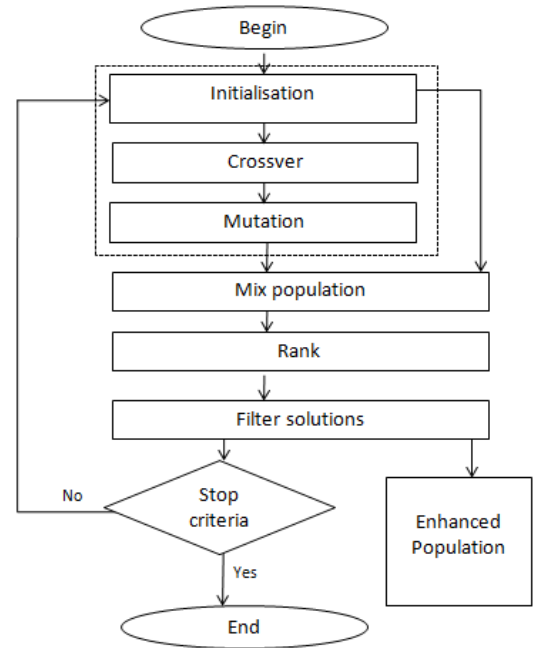 Begin
Initialisation
Crossver
Mutation
Mix population
Rank
Filter solutions
No
Stop
criteria
Enhanced
Population
Yes
End